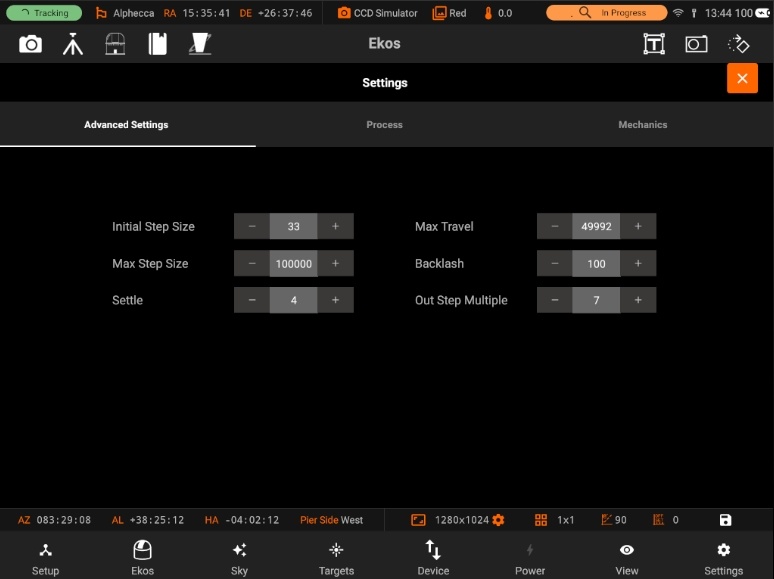 Tracking Alphecca RA 15:35:41 DE +26:37:46 CCD Simulator Red 0.0 In Progress 13:44 100
Ekos
Settings
Advanced Settings Process Mechanics
Initial Step Size − 33 + Max Travel − 49992 +
Max Step Size − 100000 + Backlash − 100 +
Settle − 4 + Out Step Multiple − 7 +
AZ 083:29:08 AL +38:25:12 HA -04:02:12 Pier Side West 1280x1024 1x1 90 0
Setup Ekos Sky Targets Device Power View Settings